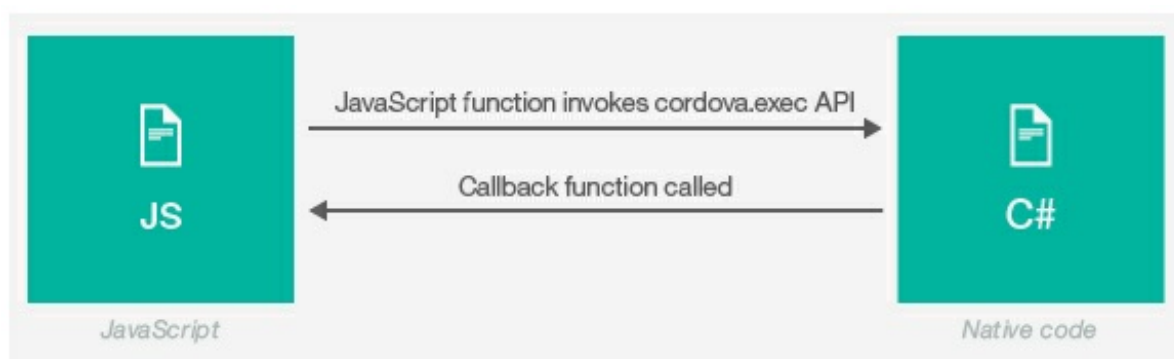 JavaScript function invokes cordova.exec API
Callback function called
JS
C#
JavaScript
Native code